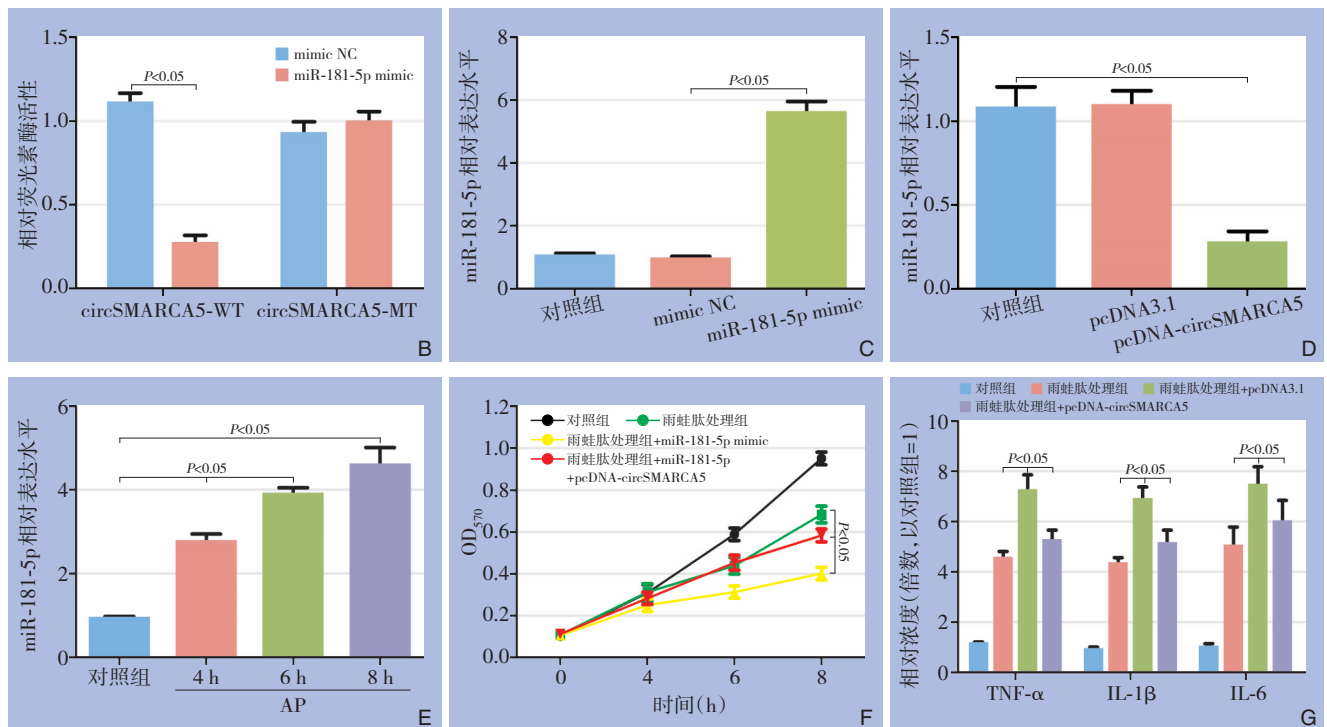 1.5
mimic NC
miR-181-5p mimic
P<0.05
1.0
0.5
0.0
相对荧光素酶活性
circSMARCA5-WT
circSMARCA5-MT
B
8
P<0.05
6
4
2
0
miR-181-5p相对表达水平
对照组
mimic NC
miR-181-5p mimic
C
1.5
P<0.05
1.0
0.5
0.0
miR-181-5p相对表达水平
对照组
pcDNA3.1
pcDNA-circSMARCA5
D
6
P<0.05
P<0.05
4
2
0
miR-181-5p相对表达水平
对照组
4 h
6 h
8 h
AP
E
1.2
对照组
雨蛙肽处理组
雨蛙肽处理组+miR-181-5p mimic
雨蛙肽处理组+miR-181-5p
+pcDNA-circSMARCA5
1.0
0.8
0.6
0.4
0.2
0.0
OD570
P<0.05
0
4
6
8
时间(h)
F
对照组
雨蛙肽处理组
雨蛙肽处理组+pcDNA3.1
雨蛙肽处理组+pcDNA-circSMARCA5
10
8
6
4
2
0
相对浓度(倍数,以对照组=1)
P<0.05
P<0.05
P<0.05
TNF-α
IL-1β
IL-6
G